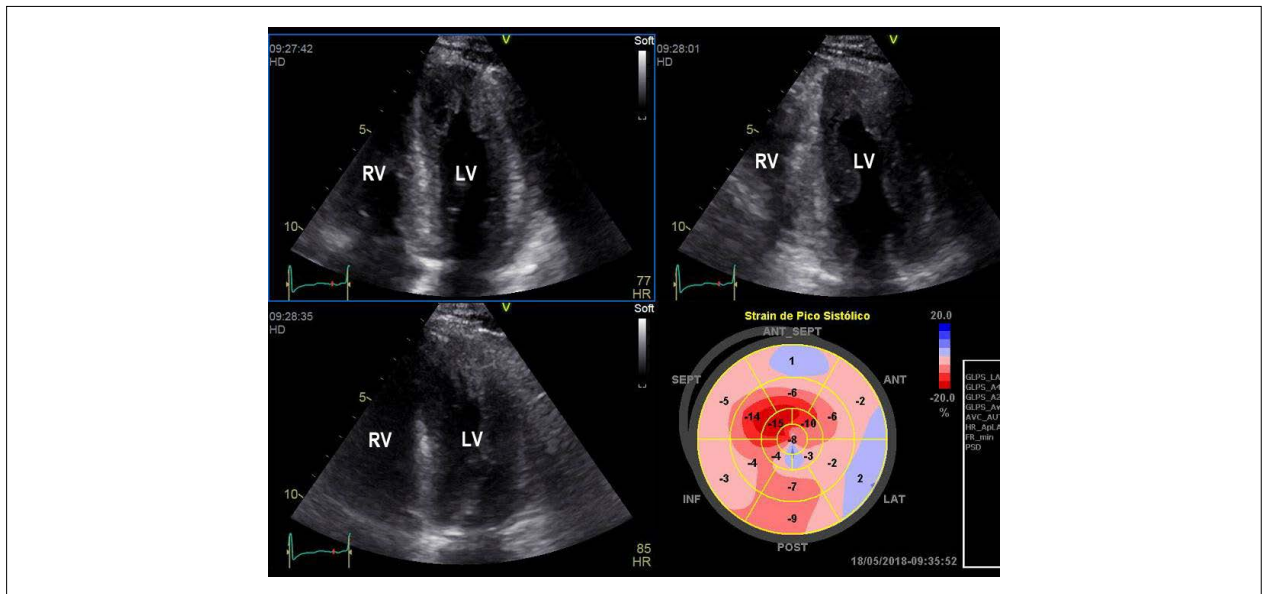 09:27:42
HD
V
Soft
5
RV
LV
10
77
HR
09:28:01
HD
V
5
RV
LV
10
09:28:35
HD
V
Soft
5
RV
LV
10
85
HR
Strain de Pico Sistólico
ANT_SEPT
20.0
-20.0
%
SEPT
ANT
1
-5
-6
-2
-14
-15
-10
-6
-8
-4
-4
-3
-2
-3
2
-7
-9
INF
LAT
POST
GLPS_LA
GLPS_A4
GLPS_A2
GLPS_Av
AVC_AUT
HR_ApLA
FR_min
PSD
18/05/2018-09:35:52